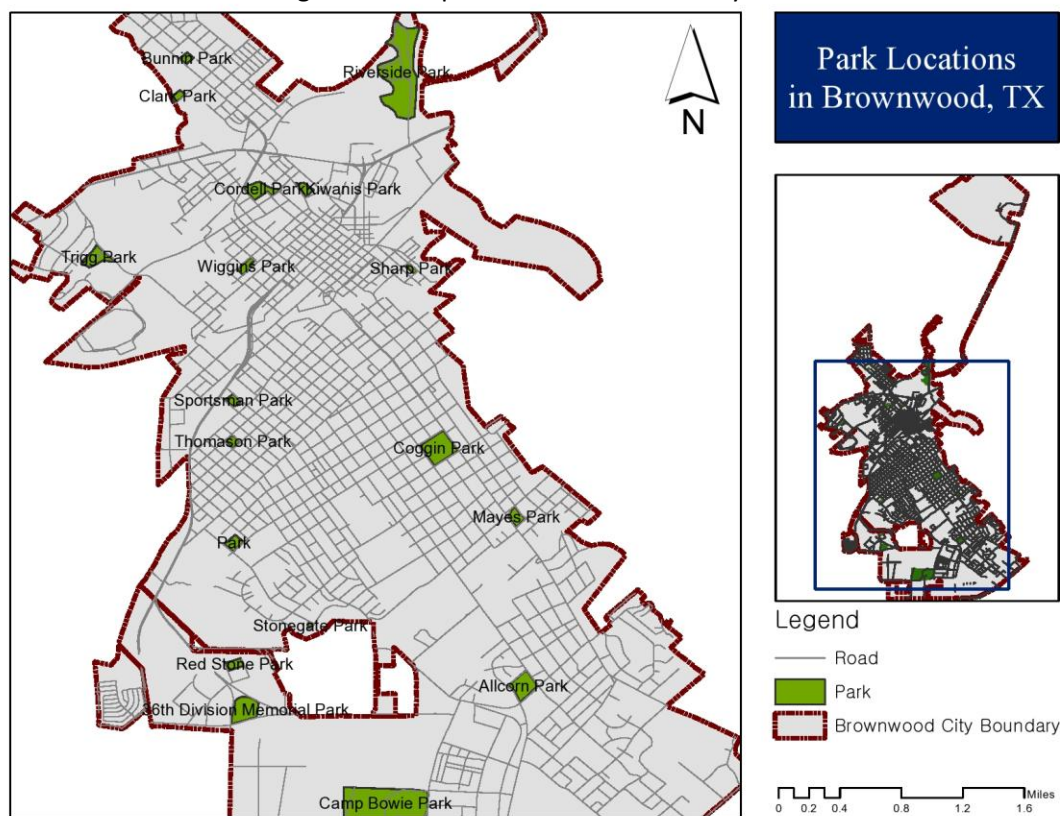 Bunnin Park
Riverside Park
Clark Park
N
Cordell Park
Kiwanis Park
Trigg Park
Wiggins Park
Sharp Park
Sportsman Park
Thomason Park
Coggin Park
Mayes Park
Park
Stonegate Park
Red Stone Park
Allcorn Park
36th Division Memorial Park
Camp Bowie Park
Park Locations
in Brownwood, TX
Legend
Road
Park
Brownwood City Boundary
Miles
0 0.2 0.4 0.8 1.2 1.6